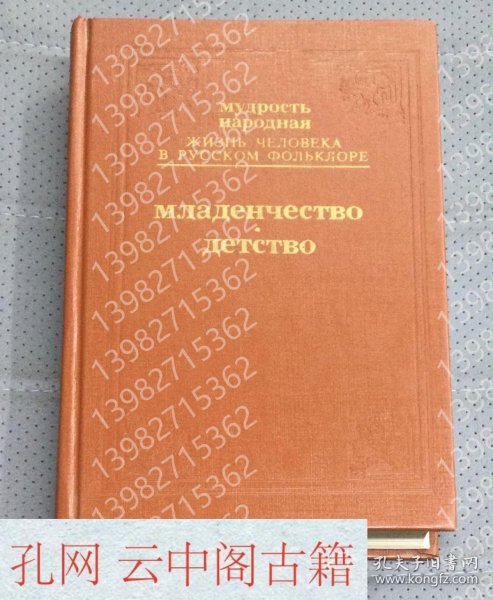 мудрость
народная
ЖИЗНЬ ЧЕЛОВЕКА
В РУССКОМ ФОЛЬКЛОРЕ
младенчество
·
детство
13982715362
13982715362
13982715362
13982715362
13982715362
13982715362
13982715362
13982715362
孔网 云中阁古籍
孔夫子旧书网
www.kongfz.com